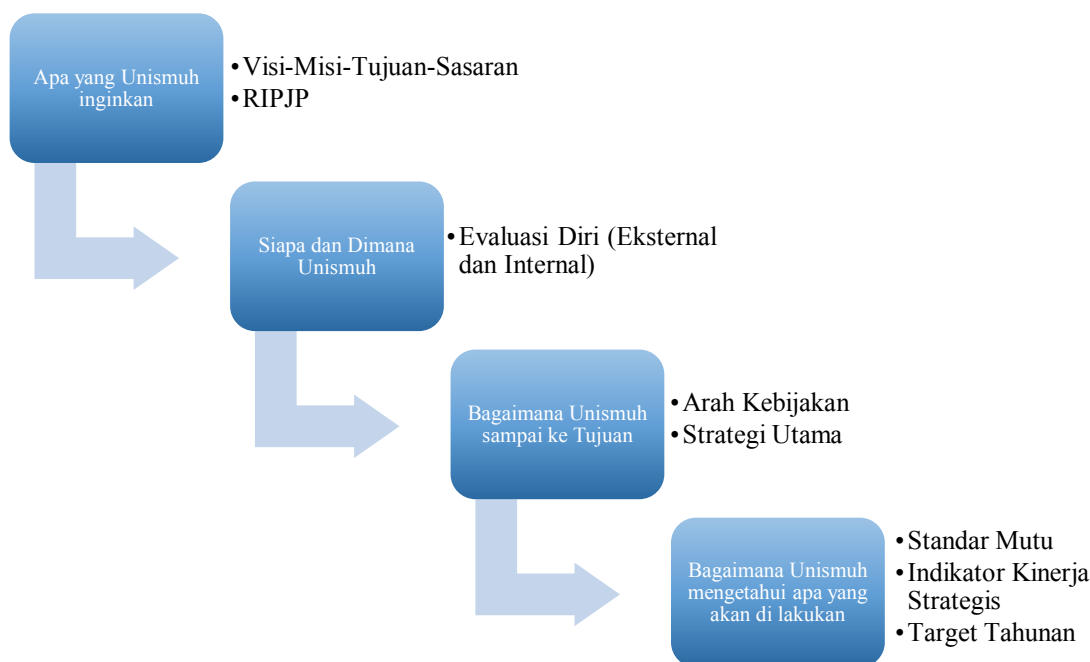 Apa yang Unismuh
inginkan
•Visi-Misi-Tujuan-Sasaran
•RIPJP
Siapa dan Dimana
Unismuh
•Evaluasi Diri (Eksternal
dan Internal)
Bagaimana Unismuh
sampai ke Tujuan
•Arah Kebijakan
•Strategi Utama
Bagaimana Unismuh
mengetahui apa yang
akan di lakukan
•Standar Mutu
•Indikator Kinerja
Strategis
•Target Tahunan